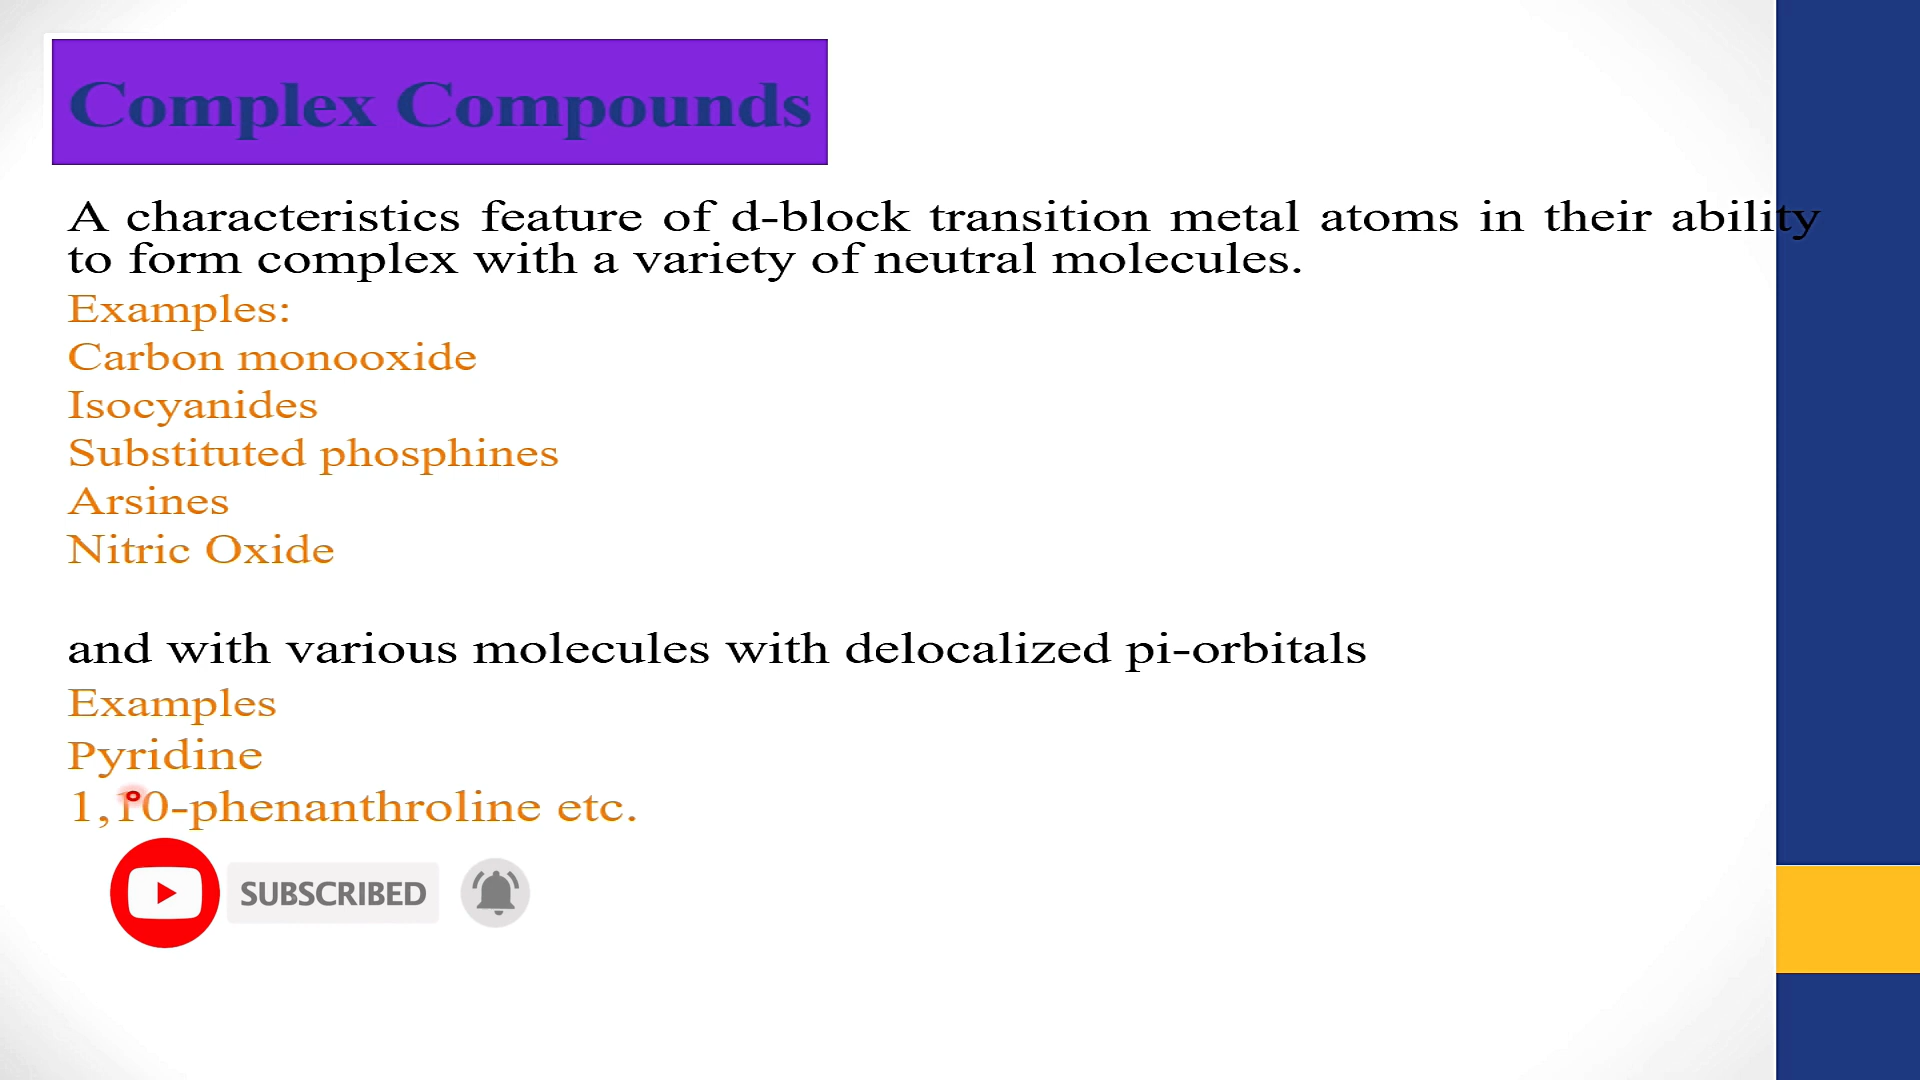 Complex Compounds
A characteristics feature of d-block transition metal atoms in their ability
to form complex with a variety of neutral molecules.
Examples:
Carbon monooxide
Isocyanides
Substituted phosphines
Arsines
Nitric Oxide
and with various molecules with delocalized pi-orbitals
Examples
Pyridine
1,10-phenanthroline etc.
SUBSCRIBED